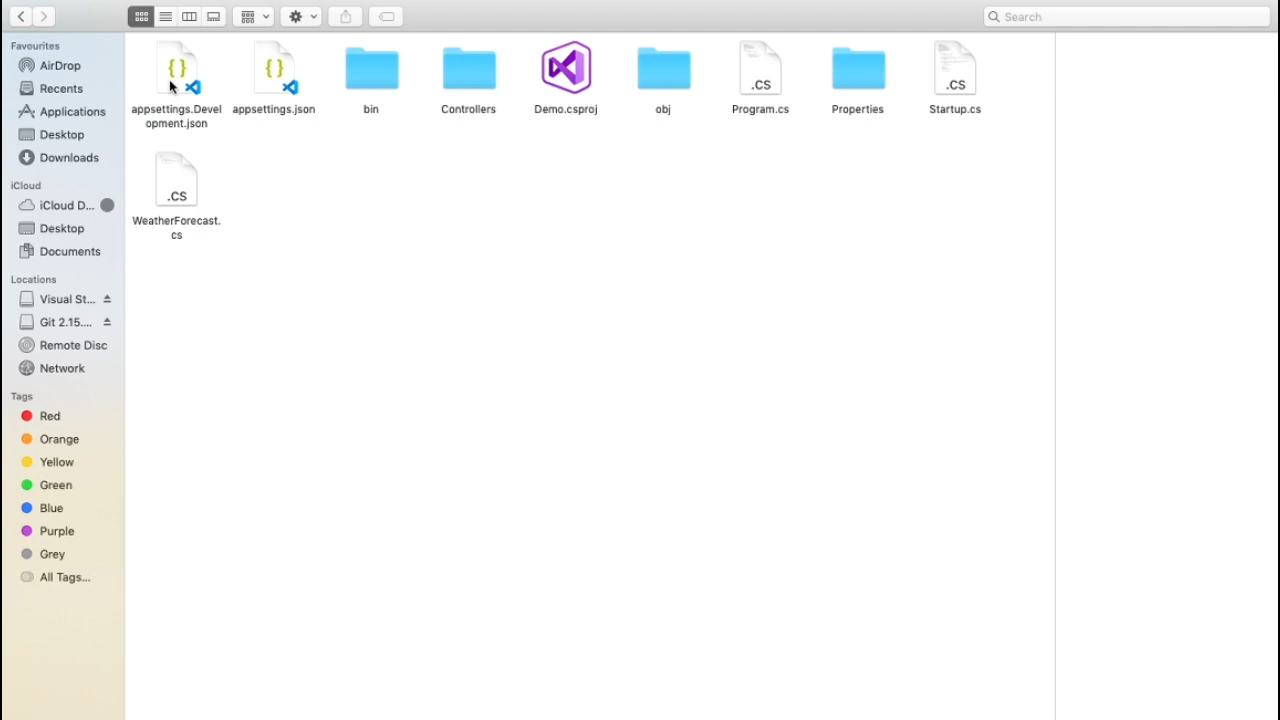 Search
Favourites
AirDrop
Recents
Applications
Desktop
Downloads
iCloud
iCloud D...
Desktop
Documents
Locations
Visual St...
Git 2.15....
Remote Disc
Network
Tags
Red
Orange
Yellow
Green
Blue
Purple
Grey
All Tags...
{ }
appsettings.Devel
opment.json
{ }
appsettings.json
bin
Controllers
Demo.csproj
obj
.CS
Program.cs
Properties
.CS
Startup.cs
.CS
WeatherForecast.
cs